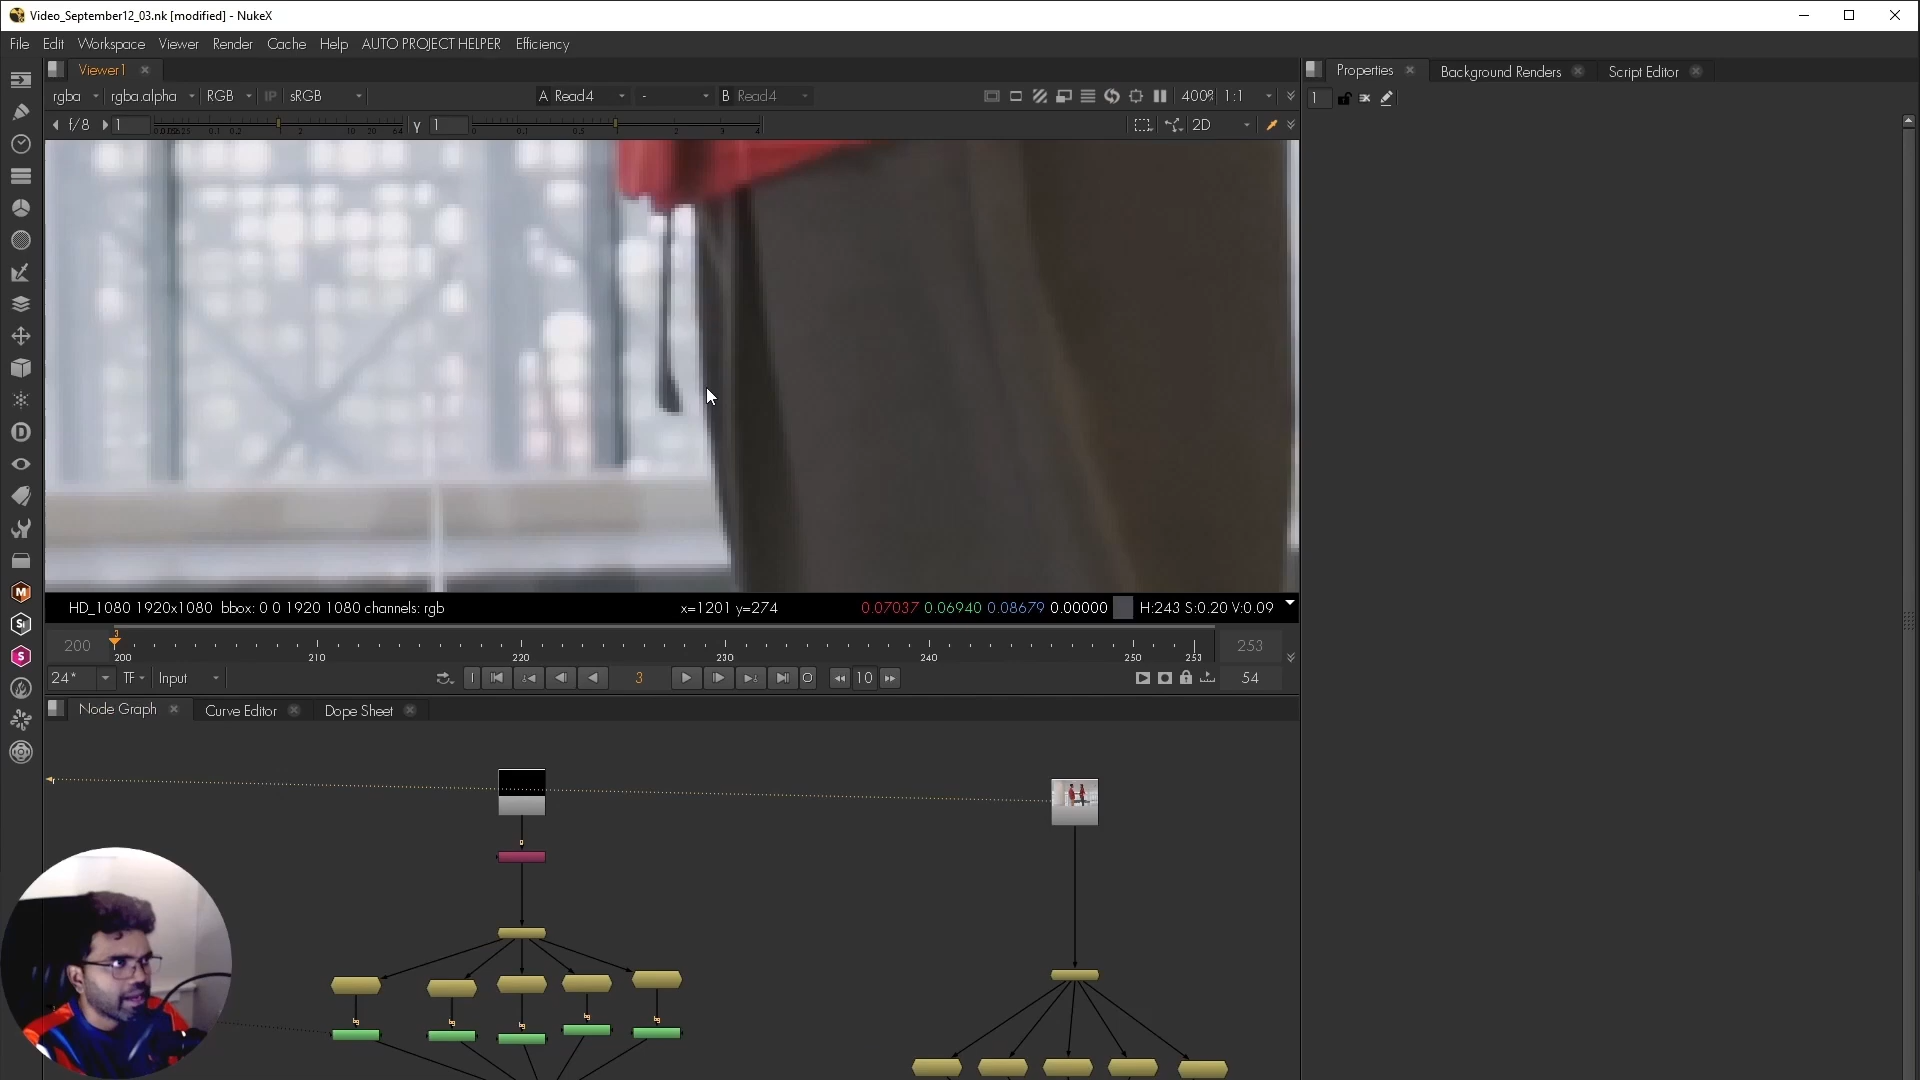 Video_September12_03.nk [modified] - NukeX
File Edit Workspace Viewer Render Cache Help AUTO PROJECT HELPER Efficiency
Viewer1
Properties Background Renders Script Editor
rgba rgba.alpha RGB IP sRGB A Read4 - B Read4 400% 1:1
1
f/8 1 γ 1 2D
HD_1080 1920x1080 bbox: 0 0 1920 1080 channels: rgb x=1201 y=274 0.07037 0.06940 0.08679 0.00000 H:243 S:0.20 V:0.09
3
200 253
200 210 220 230 240 250 253
24* TF Input 3 10 54
Node Graph Curve Editor Dope Sheet